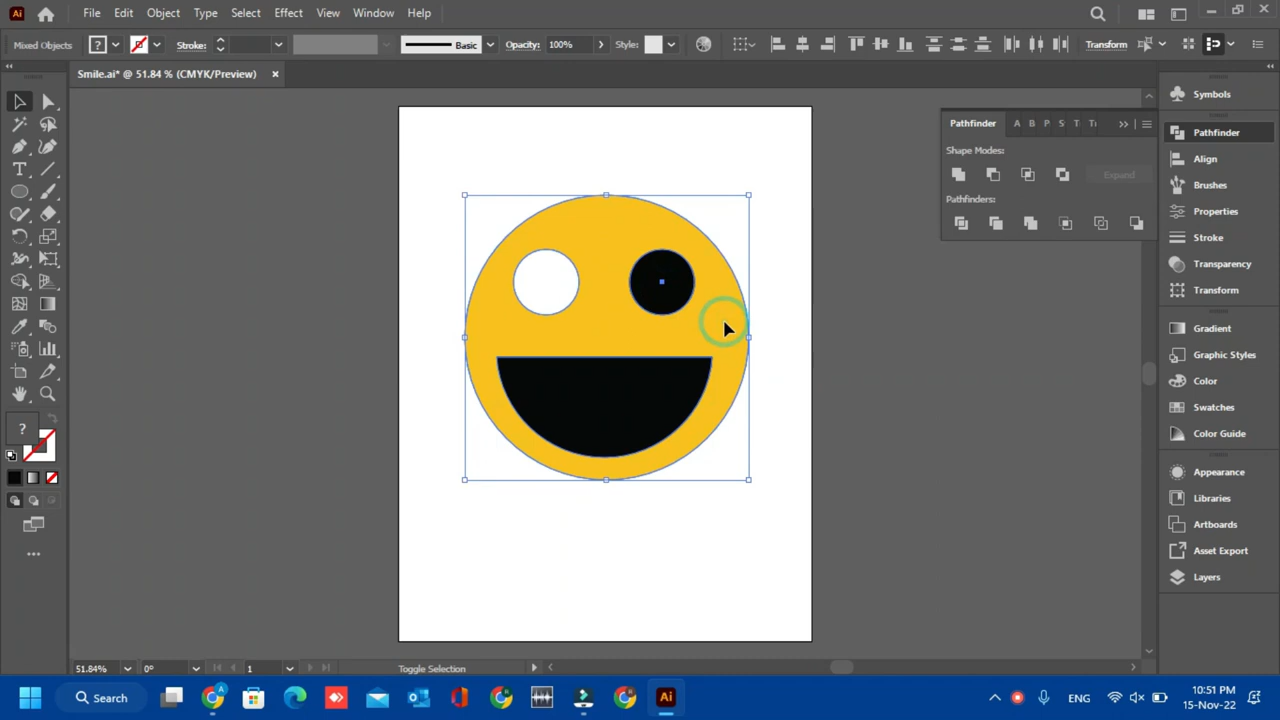 Ai File Edit Object Type Select Effect View Window Help
Mixed Objects ? Stroke: Basic Opacity: 100% Style: Transform
Smile.ai* @ 51.84 % (CMYK/Preview) ×
Symbols
Pathfinder A B P S T Tr
Pathfinder
Shape Modes:
Align
Expand
Brushes
Pathfinders:
Properties
Stroke
Transparency
Transform
Gradient
Graphic Styles
Color
Swatches
?
Color Guide
Appearance
Libraries
Artboards
Asset Export
Layers
51.84% 0° 1 Toggle Selection
Search Ai ENG 10:51 PM
15-Nov-22